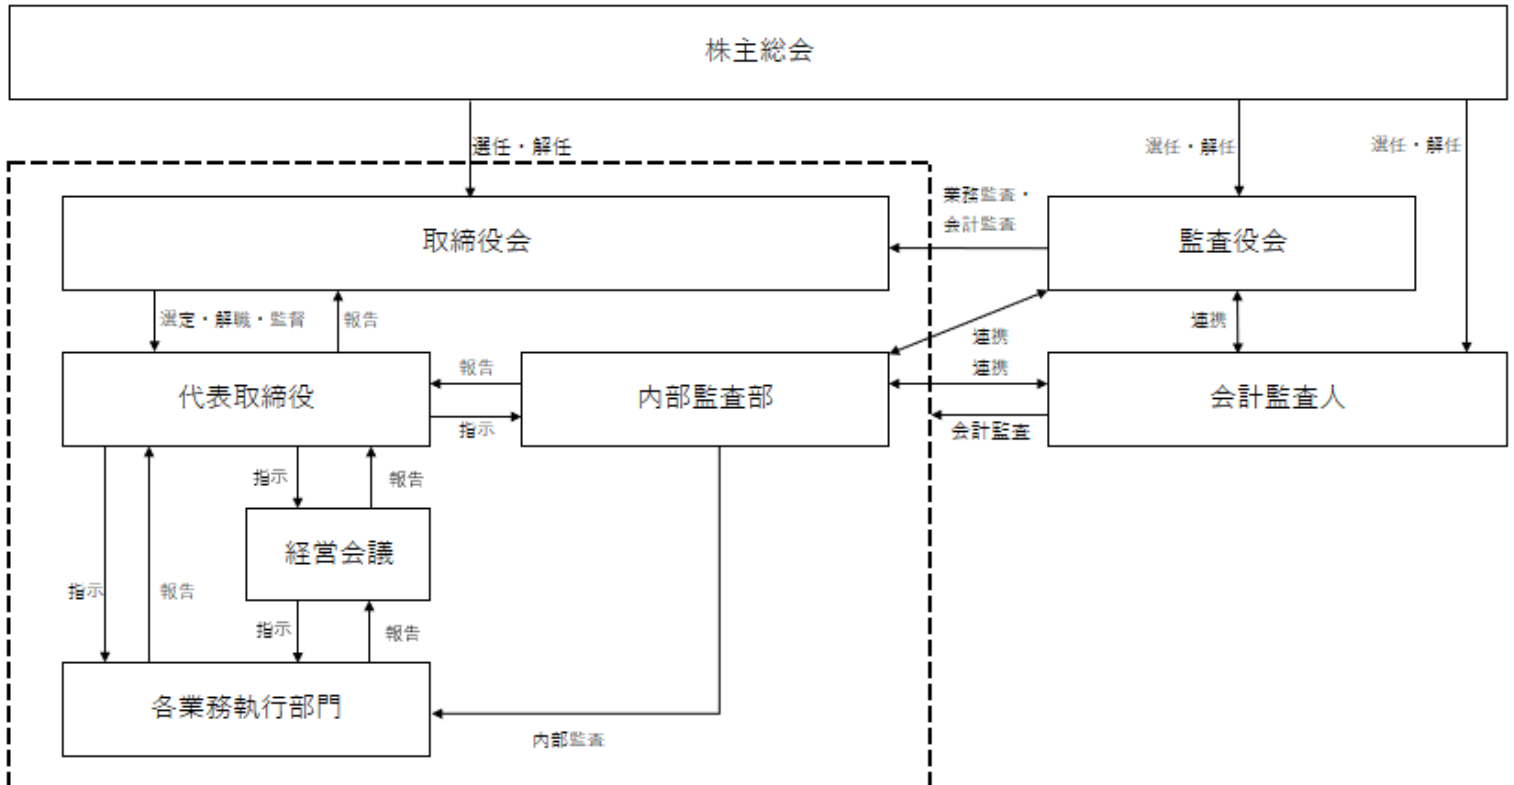 株主総会
選任・解任
選任・解任
選任・解任
業務監査・
会計監査
取締役会
監査役会
選定・解職・監督
報告
連携
連携
報告
連携
代表取締役
内部監査部
会計監査人
指示
会計監査
指示
報告
経営会議
指示
報告
指示
報告
各業務執行部門
内部監査